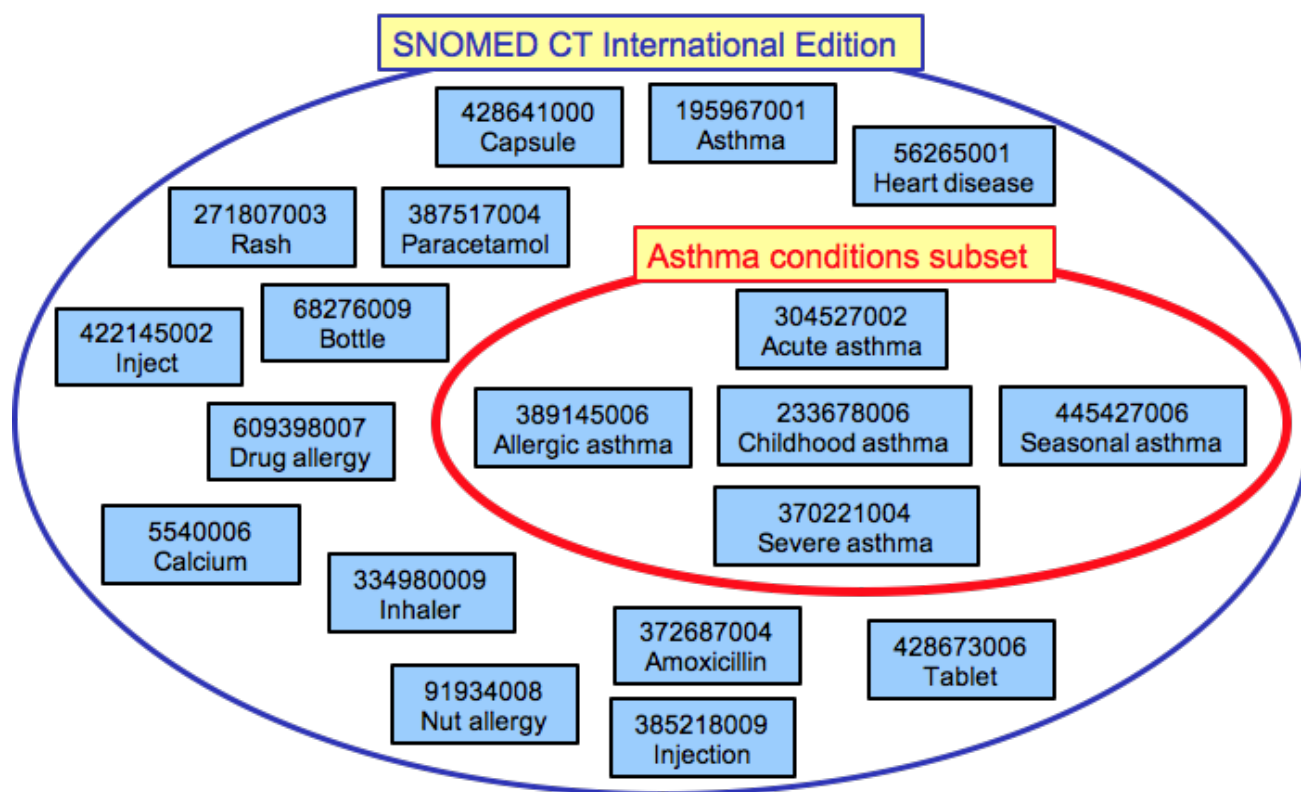 SNOMED CT International Edition
428641000
Capsule
195967001
Asthma
56265001
Heart disease
271807003
Rash
387517004
Paracetamol
Asthma conditions subset
68276009
Bottle
304527002
Acute asthma
422145002
Inject
389145006
Allergic asthma
233678006
Childhood asthma
445427006
Seasonal asthma
609398007
Drug allergy
370221004
Severe asthma
5540006
Calcium
334980009
Inhaler
372687004
Amoxicillin
428673006
Tablet
91934008
Nut allergy
385218009
Injection